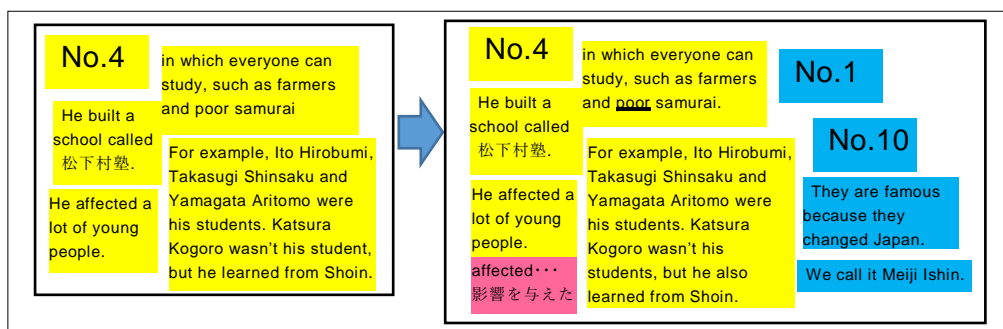 No.4
in which everyone can
study, such as farmers
and poor samurai
He built a
school called
松下村塾.
For example, Ito Hirobumi,
Takasugi Shinsaku and
Yamagata Aritomo were
his students. Katsura
Kogoro wasn't his student,
but he learned from Shoin.
He affected a
lot of young
people.
No.4
in which everyone can
study, such as farmers
and poor samurai.
He built a
school called
松下村塾.
For example, Ito Hirobumi,
Takasugi Shinsaku and
Yamagata Aritomo were
his students. Katsura
Kogoro wasn't his
students, but he also
learned from Shoin.
He affected a
lot of young
people.
affected･･･
影響を与えた
No.1
No.10
They are famous
because they
changed Japan.
We call it Meiji Ishin.